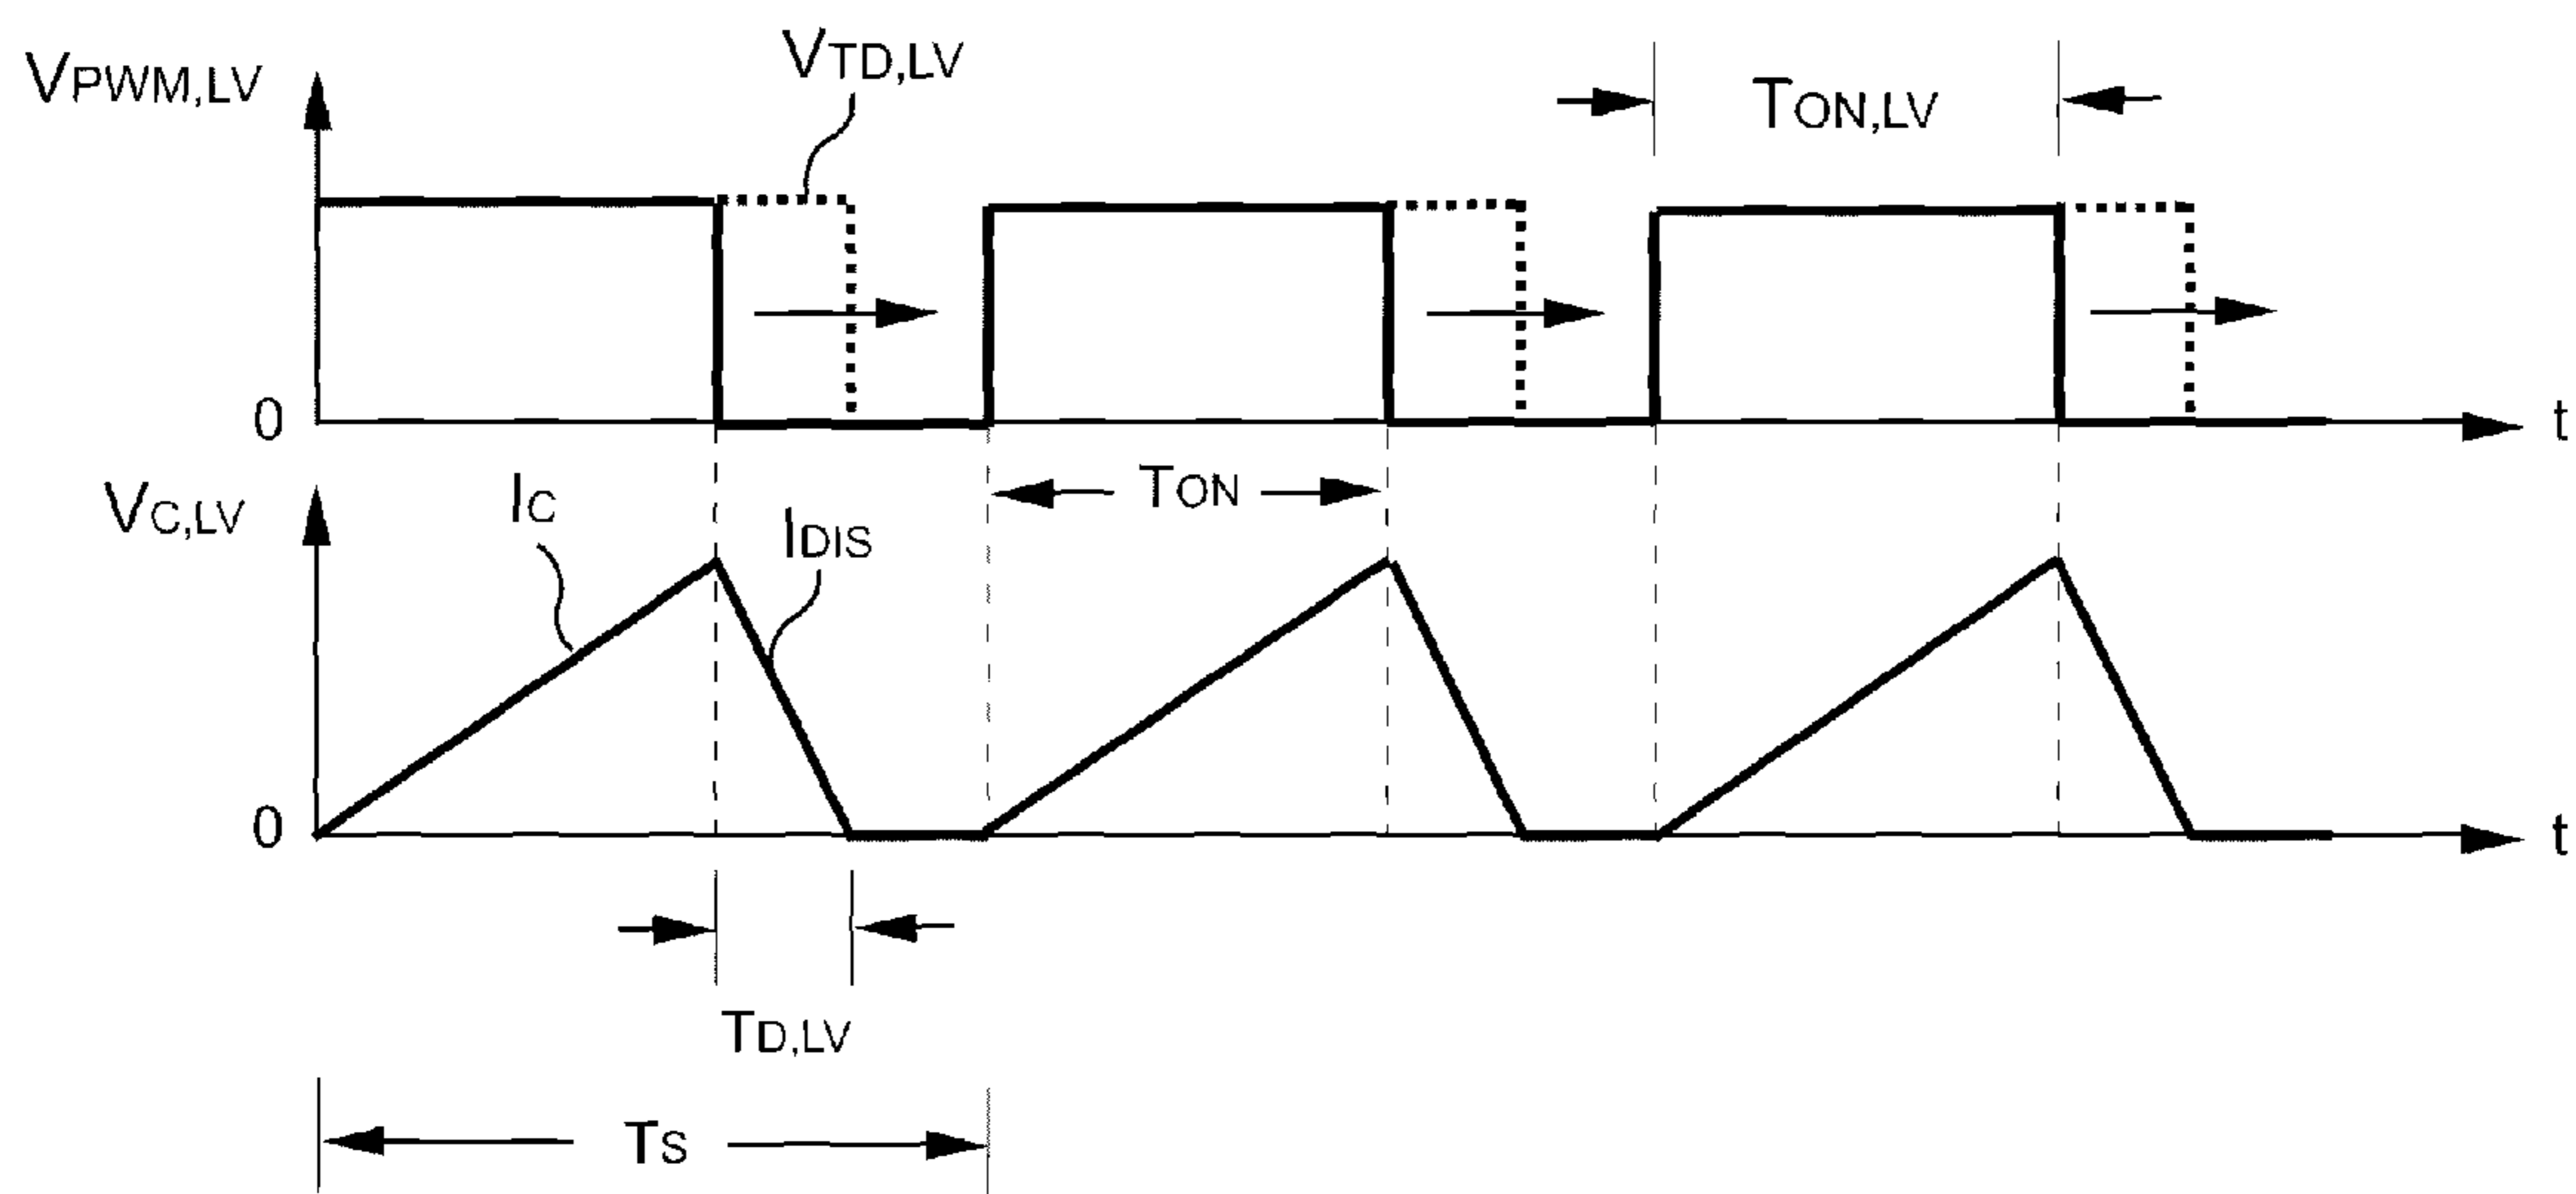 VTD,LV
VPWM,LV
TON,LV
0
t
TON
VC,LV
IC
IDIS
0
t
TD,LV
TS